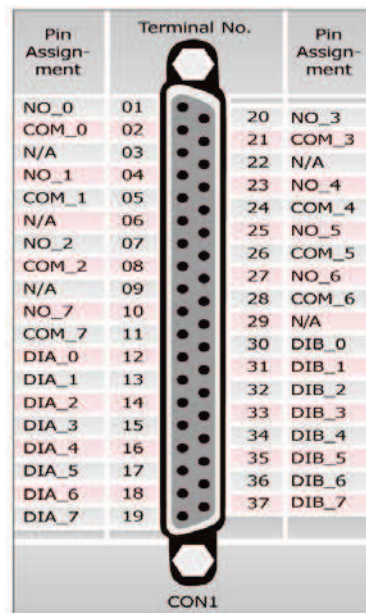 Pin Assign-ment Terminal No. Pin Assign-ment
NO_0 01
COM_0 02
N/A 03
NO_1 04
COM_1 05
N/A 06
NO_2 07
COM_2 08
N/A 09
NO_7 10
COM_7 11
DIA_0 12
DIA_1 13
DIA_2 14
DIA_3 15
DIA_4 16
DIA_5 17
DIA_6 18
DIA_7 19
20 NO_3
21 COM_3
22 N/A
23 NO_4
24 COM_4
25 NO_5
26 COM_5
27 NO_6
28 COM_6
29 N/A
30 DIB_0
31 DIB_1
32 DIB_2
33 DIB_3
34 DIB_4
35 DIB_5
36 DIB_6
37 DIB_7
CON1